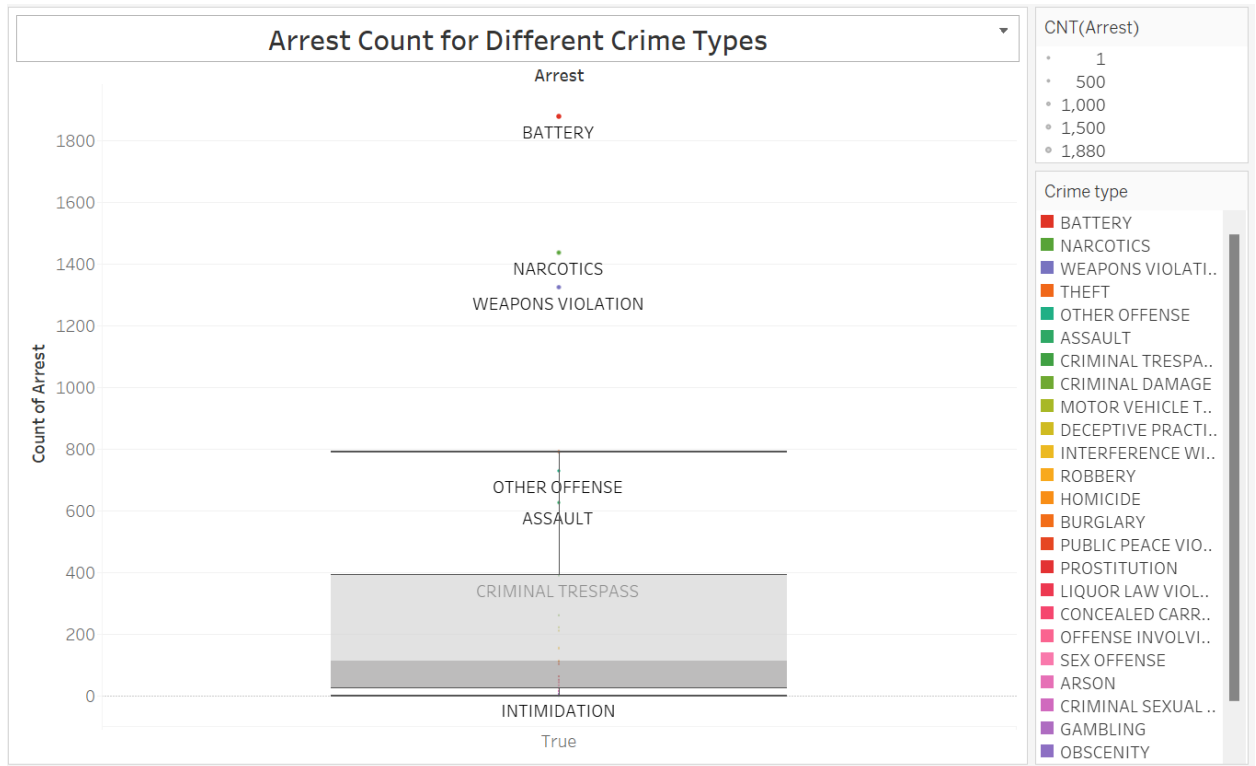 Arrest Count for Different Crime Types
Arrest
Count of Arrest
1800
1600
1400
1200
1000
800
600
400
200
0
BATTERY
NARCOTICS
WEAPONS VIOLATION
OTHER OFFENSE
ASSAULT
CRIMINAL TRESPASS
INTIMIDATION
True
CNT(Arrest)
1
500
1,000
1,500
1,880
Crime type
BATTERY
NARCOTICS
WEAPONS VIOLATI..
THEFT
OTHER OFFENSE
ASSAULT
CRIMINAL TRESPA..
CRIMINAL DAMAGE
MOTOR VEHICLE T..
DECEPTIVE PRACTI..
INTERFERENCE WI..
ROBBERY
HOMICIDE
BURGLARY
PUBLIC PEACE VIO..
PROSTITUTION
LIQUOR LAW VIOL..
CONCEALED CARR..
OFFENSE INVOLVI..
SEX OFFENSE
ARSON
CRIMINAL SEXUAL ..
GAMBLING
OBSCENITY